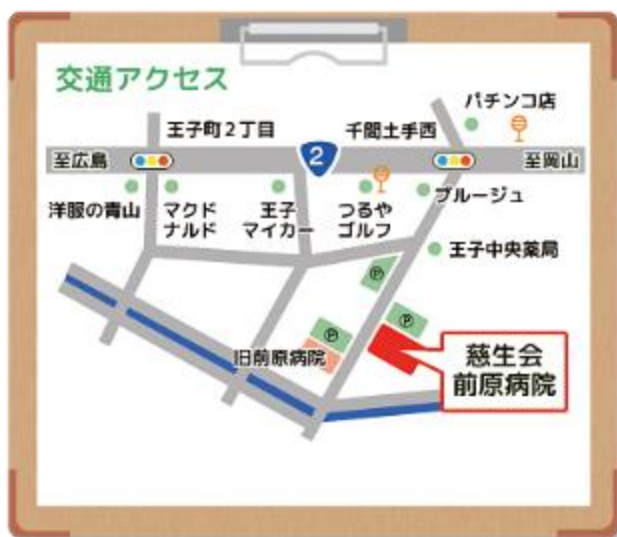 交通アクセス
パチンコ店
王子町2丁目
千間土手西
至広島
2
至岡山
洋服の青山
マクド
ナルド
王子
マイカー
つるや
ゴルフ
ブルージュ
王子中央薬局
P
P
P
旧前原病院
慈生会
前原病院